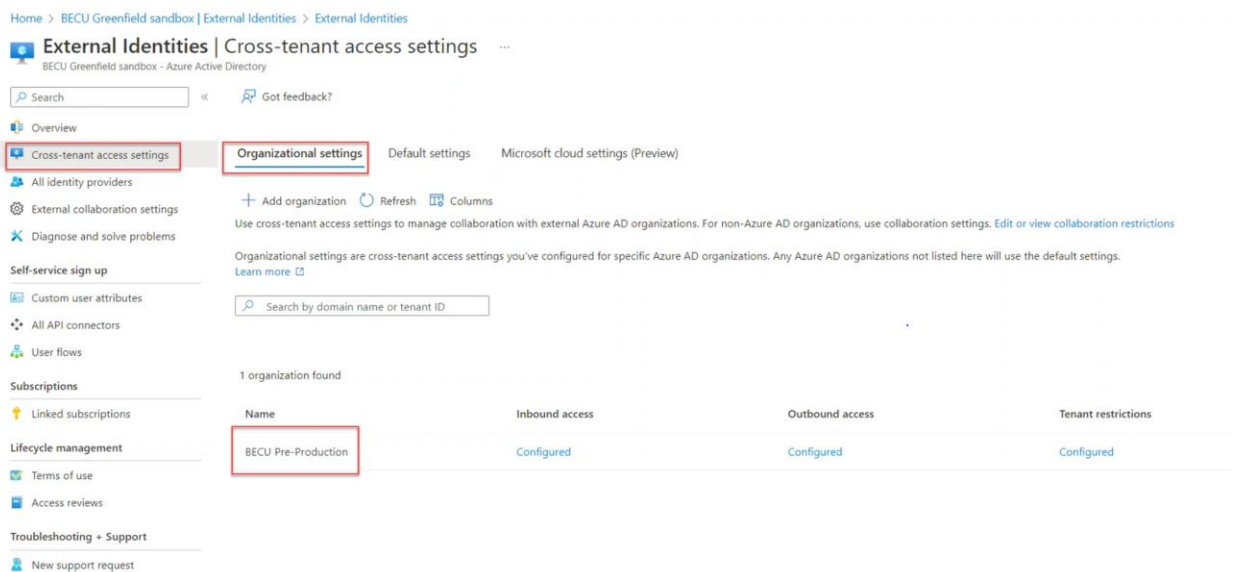 Home > BECU Greenfield sandbox | External Identities > External Identities
External Identities | Cross-tenant access settings ...
BECU Greenfield sandbox - Azure Active Directory
Search
«
Got feedback?
Overview
Cross-tenant access settings
All identity providers
External collaboration settings
Diagnose and solve problems
Self-service sign up
Custom user attributes
All API connectors
User flows
Subscriptions
Linked subscriptions
Lifecycle management
Terms of use
Access reviews
Troubleshooting + Support
New support request
Organizational settings Default settings Microsoft cloud settings (Preview)
Add organization Refresh Columns
Use cross-tenant access settings to manage collaboration with external Azure AD organizations. For non-Azure AD organizations, use collaboration settings. Edit or view collaboration restrictions
Organizational settings are cross-tenant access settings you've configured for specific Azure AD organizations. Any Azure AD organizations not listed here will use the default settings.
Learn more
Search by domain name or tenant ID
1 organization found
Name Inbound access Outbound access Tenant restrictions
BECU Pre-Production Configured Configured Configured